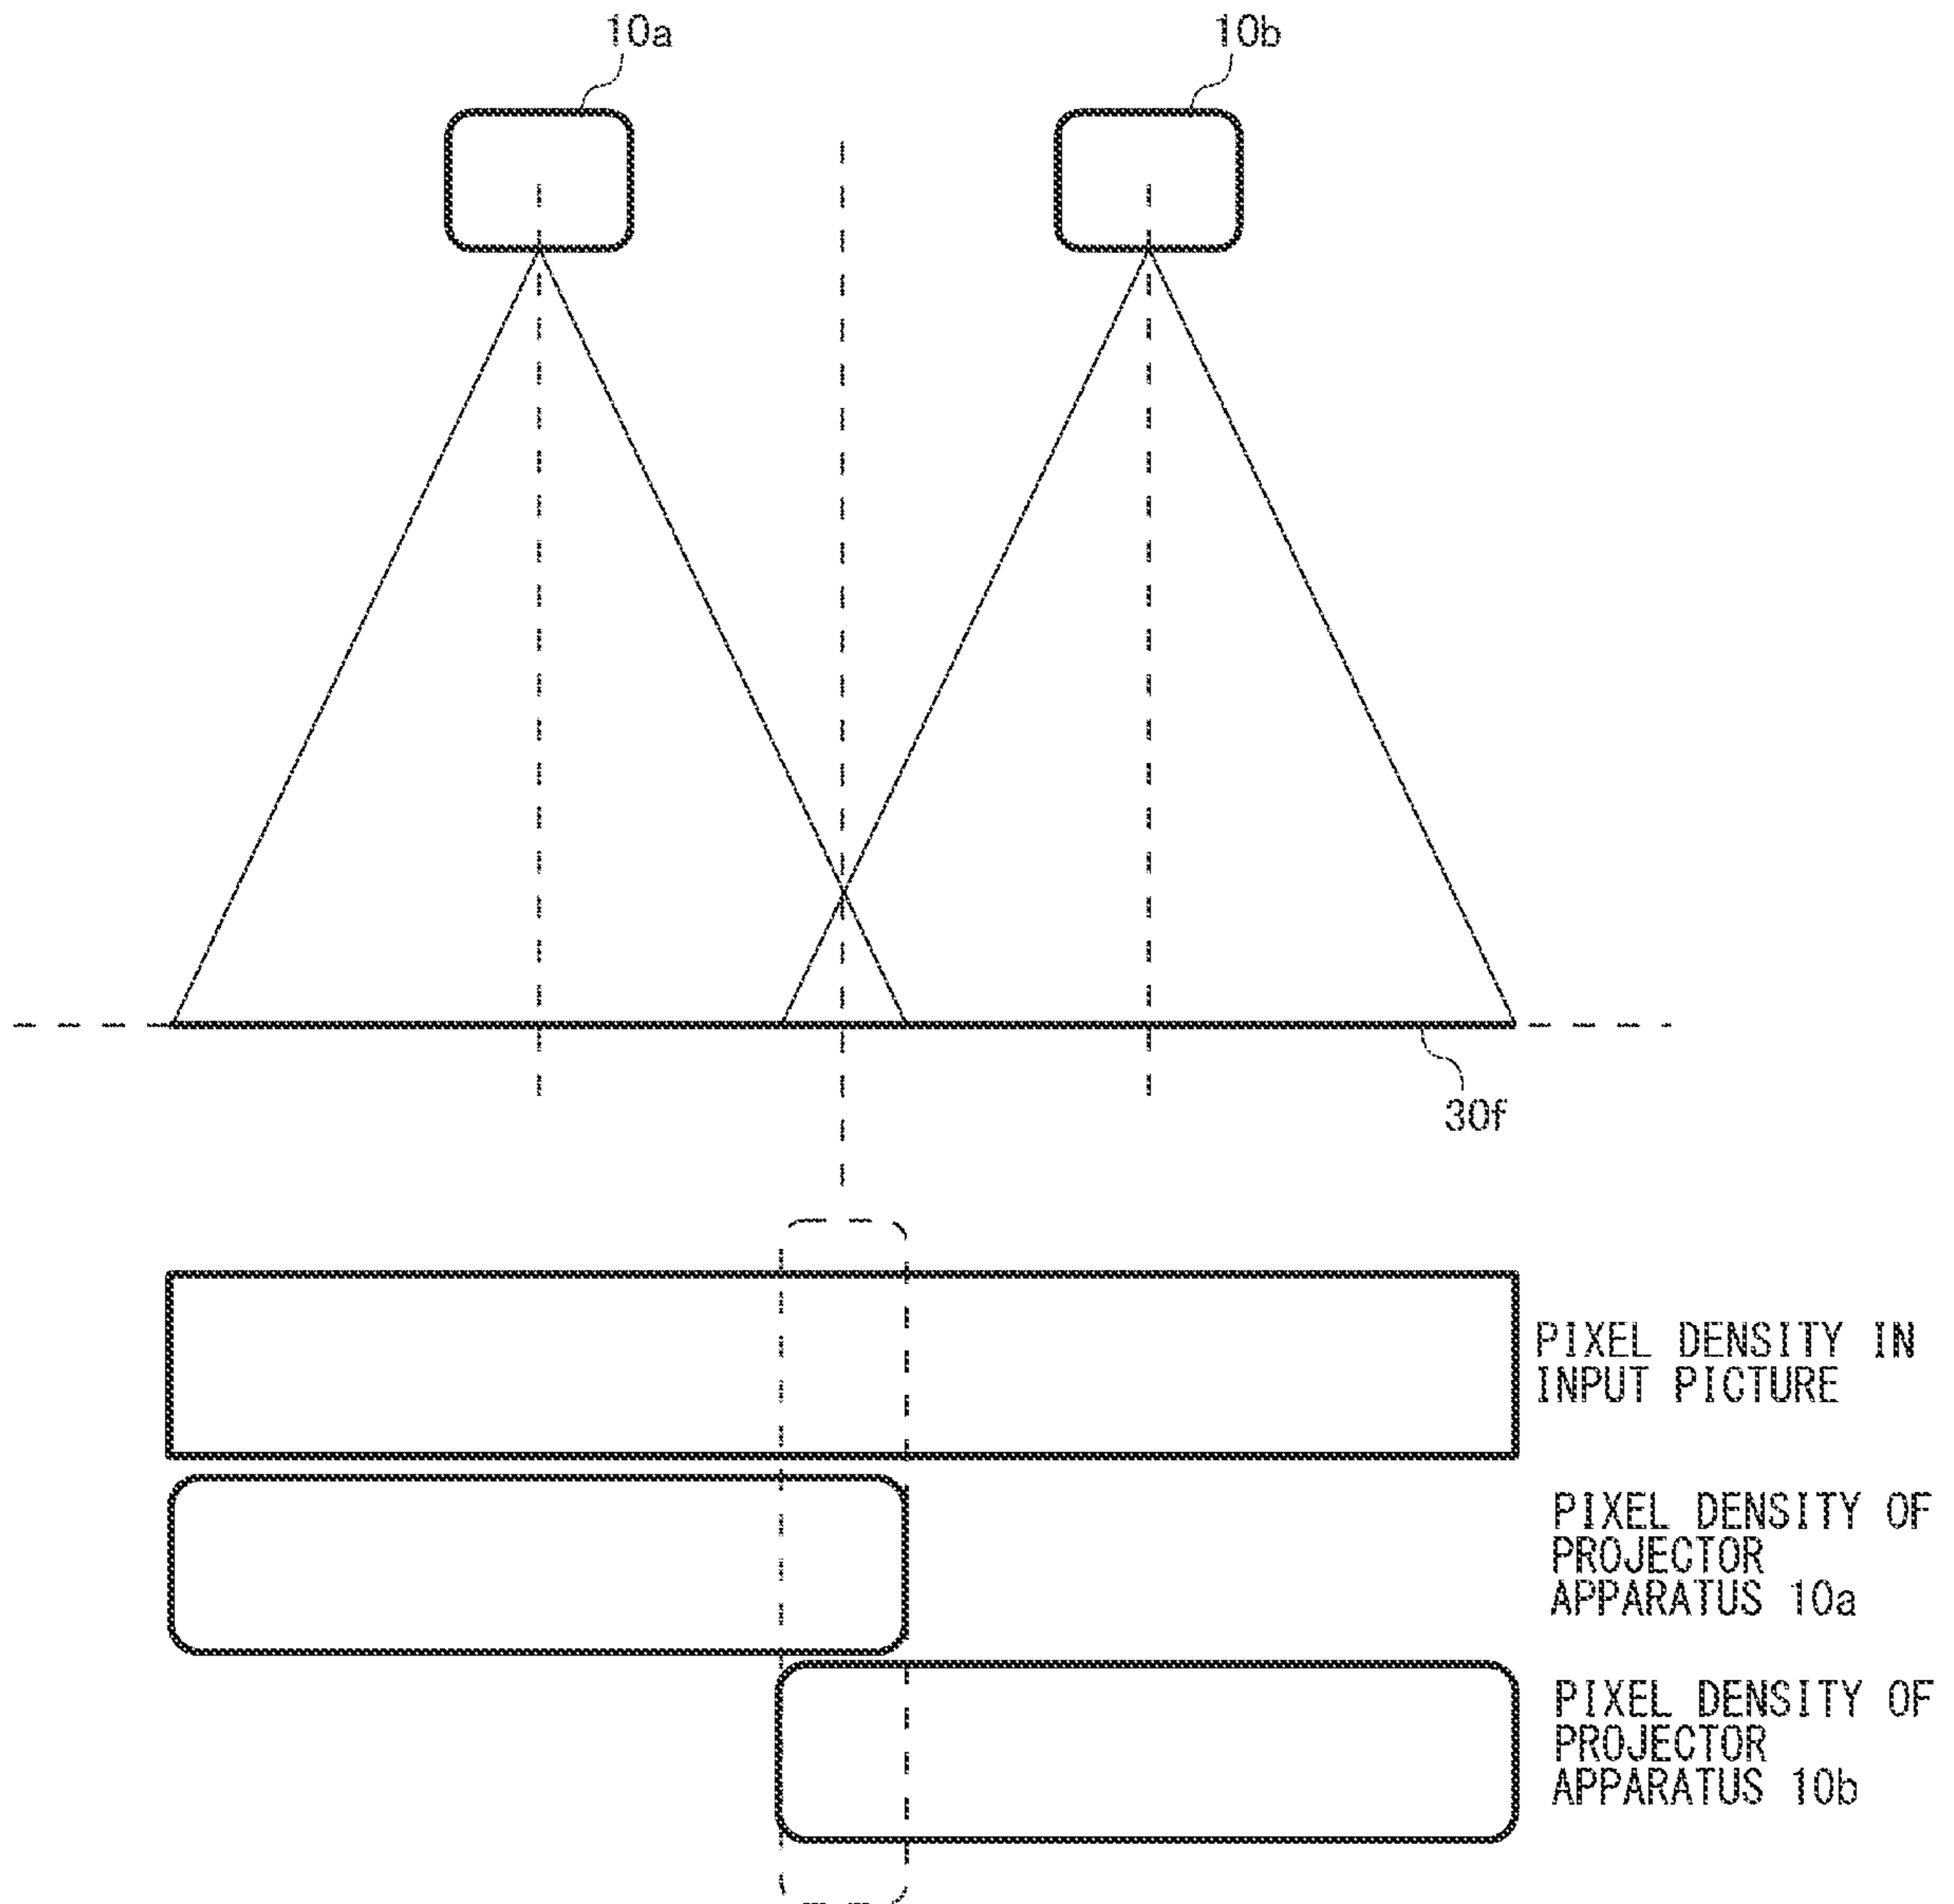 10a
10b
30f
PIXEL DENSITY IN
INPUT PICTURE
PIXEL DENSITY OF
PROJECTOR
APPARATUS 10a
PIXEL DENSITY OF
PROJECTOR
APPARATUS 10b